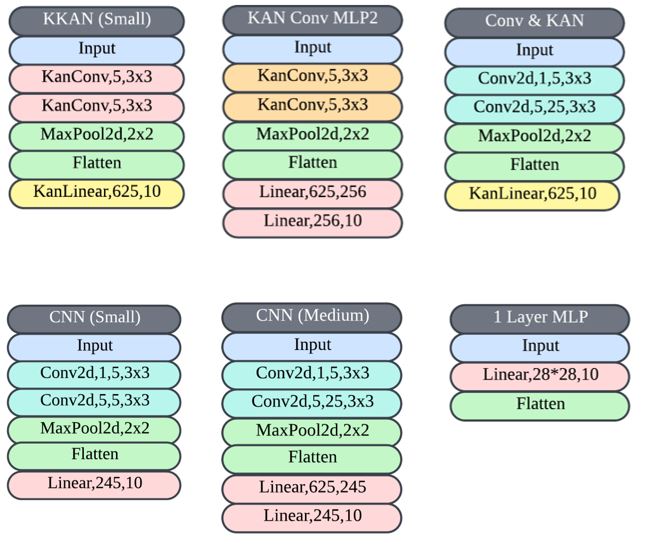 KKAN (Small)
Input
KanConv,5,3x3
KanConv,5,3x3
MaxPool2d,2x2
Flatten
KanLinear,625,10
KAN Conv MLP2
Input
KanConv,5,3x3
KanConv,5,3x3
MaxPool2d,2x2
Flatten
Linear,625,256
Linear,256,10
Conv & KAN
Input
Conv2d,1,5,3x3
Conv2d,5,25,3x3
MaxPool2d,2x2
Flatten
KanLinear,625,10
CNN (Small)
Input
Conv2d,1,5,3x3
Conv2d,5,5,3x3
MaxPool2d,2x2
Flatten
Linear,245,10
CNN (Medium)
Input
Conv2d,1,5,3x3
Conv2d,5,25,3x3
MaxPool2d,2x2
Flatten
Linear,625,245
Linear,245,10
1 Layer MLP
Input
Linear,28*28,10
Flatten